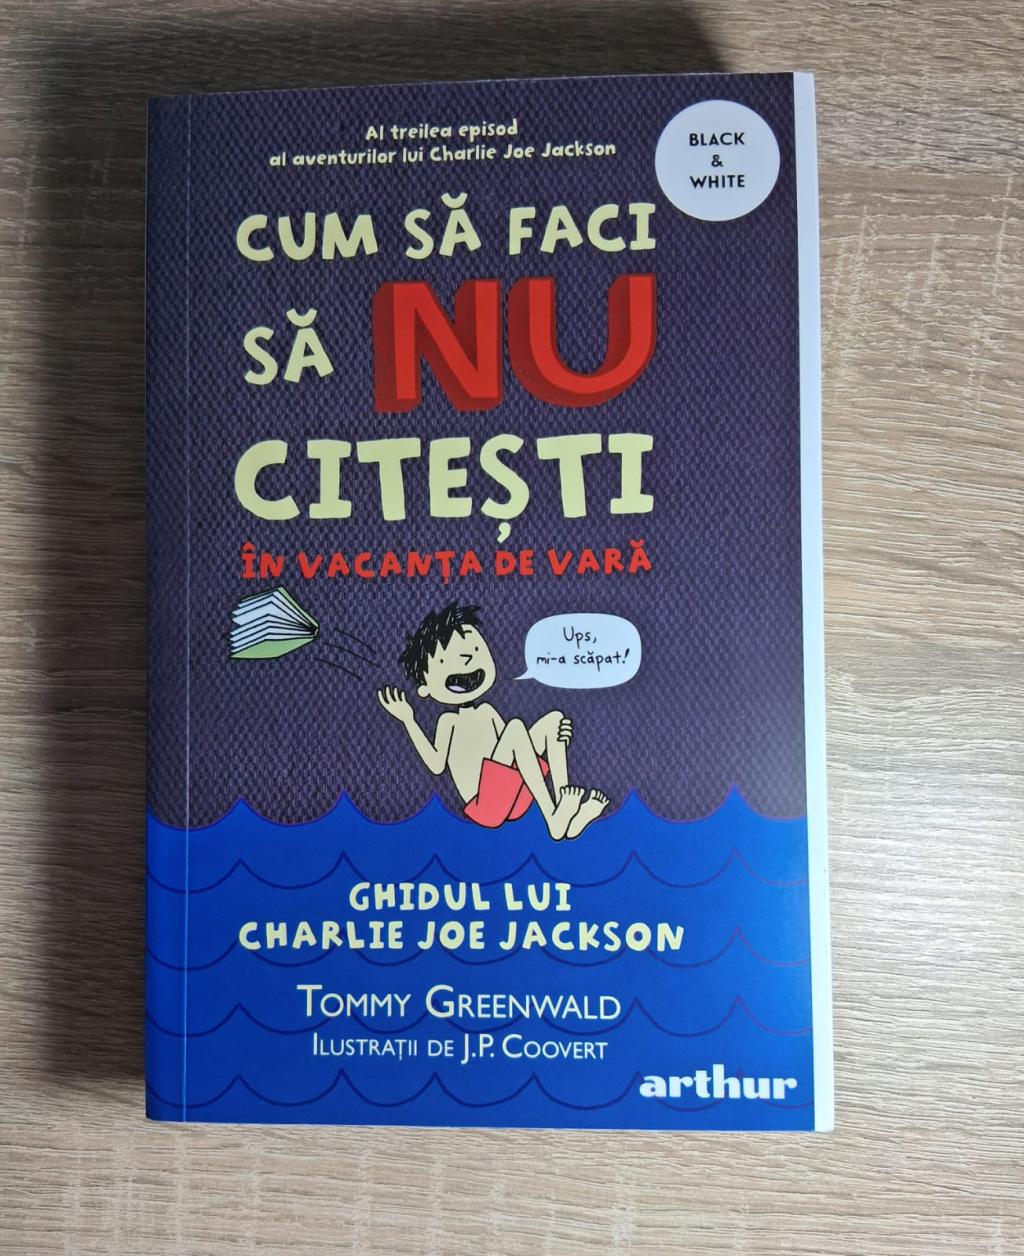 Al treilea episod
al aventurilor lui Charlie Joe Jackson
BLACK
&
WHITE
CUM SĂ FACI
SĂ NU
CITEȘTI
ÎN VACANȚA DE VARĂ
Ups,
mi-a scăpat!
GHIDUL LUI
CHARLIE JOE JACKSON
TOMMY GREENWALD
ILUSTRAȚII DE J.P. COOVERT
arthur